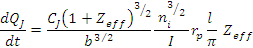 dQ_J/dt = C_J(1 + Z_eff)^{3/2}/b^{3/2} n_i^{3/2}/I r_p l/π Z_eff